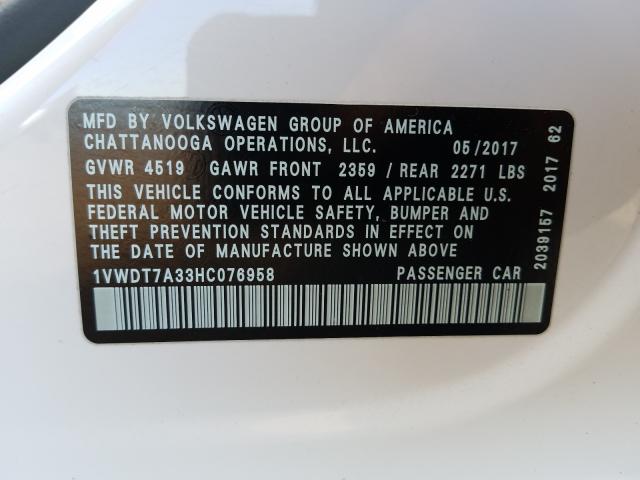 MFD BY VOLKSWAGEN GROUP OF AMERICA
CHATTANOOGA OPERATIONS, LLC. 05/2017
GVWR 4519 GAWR FRONT 2359 / REAR 2271 LBS
THIS VEHICLE CONFORMS TO ALL APPLICABLE U.S.
FEDERAL MOTOR VEHICLE SAFETY, BUMPER AND
THEFT PREVENTION STANDARDS IN EFFECT ON
THE DATE OF MANUFACTURE SHOWN ABOVE
1VWDT7A33HC076958 PASSENGER CAR
2039157 2017 62